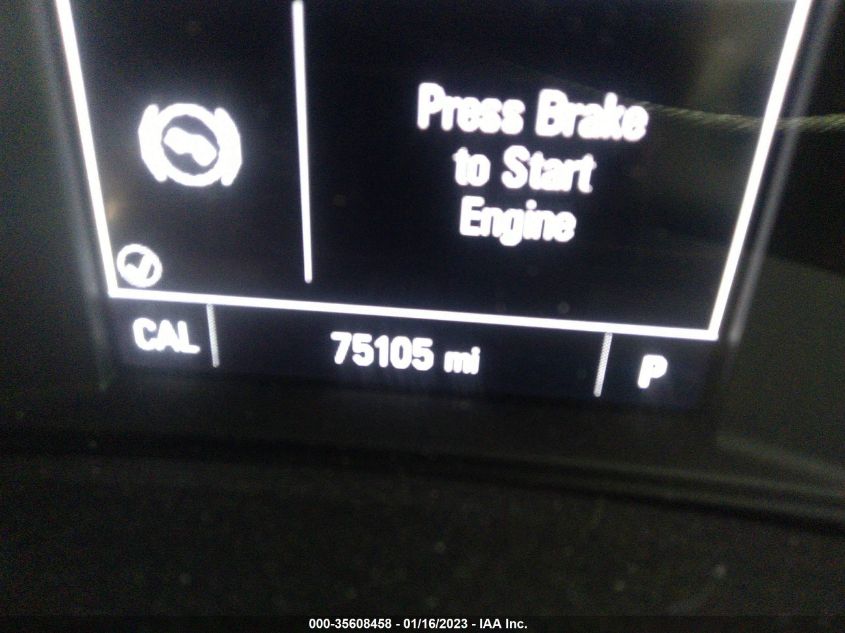 Press Brake
to Start
Engine
CAL
75105 mi
P
000-35608458 - 01/16/2023 - IAA Inc.